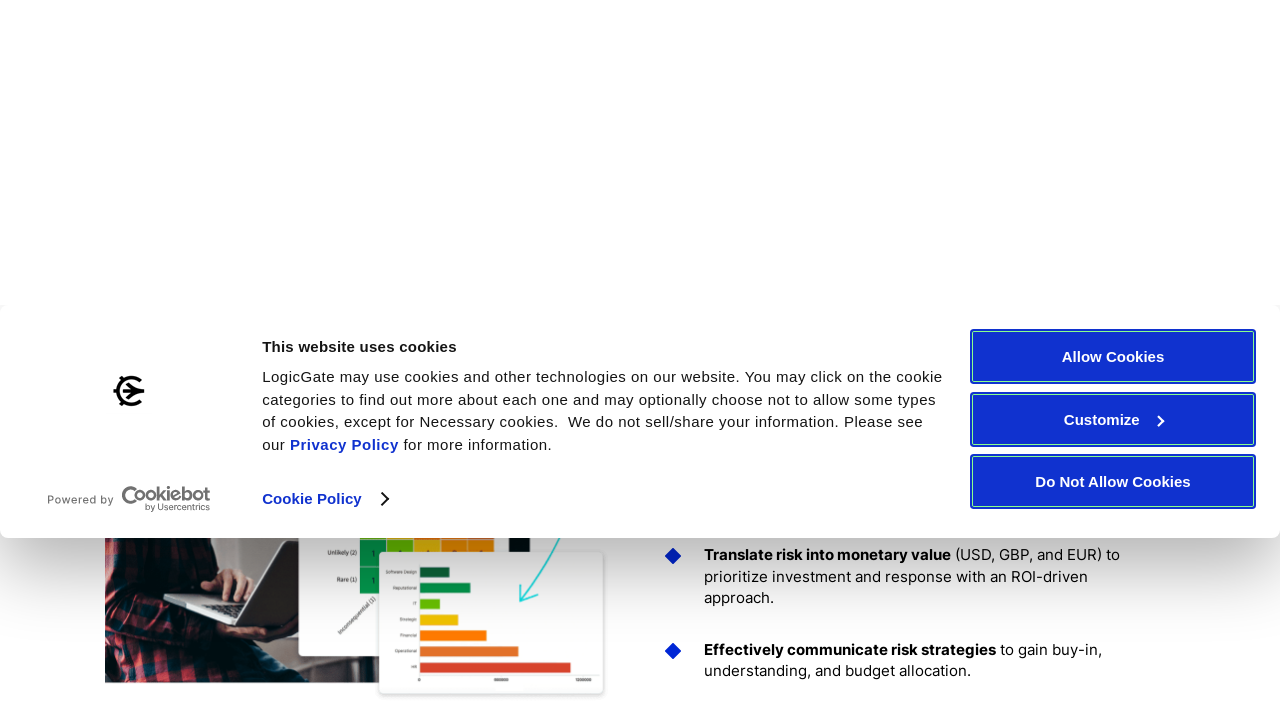 This website uses cookies
LogicGate may use cookies and other technologies on our website. You may click on the cookie
categories to find out more about each one and may optionally choose not to allow some types
of cookies, except for Necessary cookies.  We do not sell/share your information. Please see
our Privacy Policy for more information.
Cookie Policy
Powered by Cookiebot
by Usercentrics
Allow Cookies
Customize
Do Not Allow Cookies
Unlikely (2) 1
Rare (1) 1
Inconsequential (1)
Software Design
Reputational
IT
Strategic
Financial
Operational
HR
0
Translate risk into monetary value (USD, GBP, and EUR) to
prioritize investment and response with an ROI-driven
approach.
Effectively communicate risk strategies to gain buy-in,
understanding, and budget allocation.